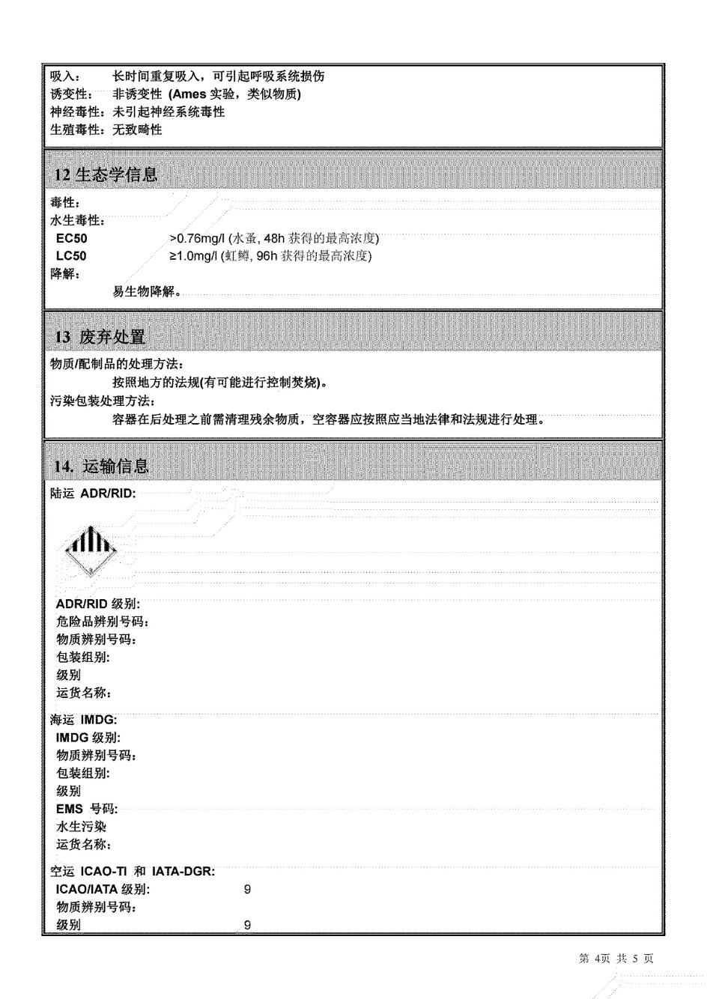 吸入： 长时间重复吸入，可引起呼吸系统损伤
诱变性： 非诱变性 (Ames 实验，类似物质)
神经毒性：未引起神经系统毒性
生殖毒性：无致畸性
12 生态学信息
毒性：
水生毒性：
EC50 >0.76mg/l (水蚤, 48h 获得的最高浓度)
LC50 ≥1.0mg/l (虹鳟, 96h 获得的最高浓度)
降解：
易生物降解。
13 废弃处置
物质/配制品的处理方法：
按照地方的法规(有可能进行控制焚烧)。
污染包装处理方法：
容器在后处理之前需清理残余物质，空容器应按照应当地法律和法规进行处理。
14. 运输信息
陆运 ADR/RID:
9
ADR/RID 级别:
危险品辨别号码：
物质辨别号码：
包装组别:
级别
运货名称：
海运 IMDG:
IMDG 级别:
物质辨别号码：
包装组别:
级别
EMS 号码:
水生污染
运货名称：
空运 ICAO-TI 和 IATA-DGR:
ICAO/IATA 级别: 9
物质辨别号码：
级别 9
第 4页 共 5 页